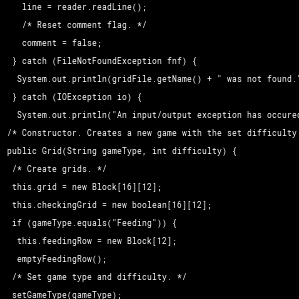 line = reader.readLine();
/* Reset comment flag. */
comment = false;
} catch (FileNotFoundException fnf) {
System.out.println(gridFile.getName() + " was not found.
} catch (IOException io) {
System.out.println("An input/output exception has occured
/* Constructor. Creates a new game with the set difficulty
public Grid(String gameType, int difficulty) {
/* Create grids. */
this.grid = new Block[16][12];
this.checkingGrid = new boolean[16][12];
if (gameType.equals("Feeding")) {
this.feedingRow = new Block[12];
emptyFeedingRow();
/* Set game type and difficulty. */
setGameType(gameType);